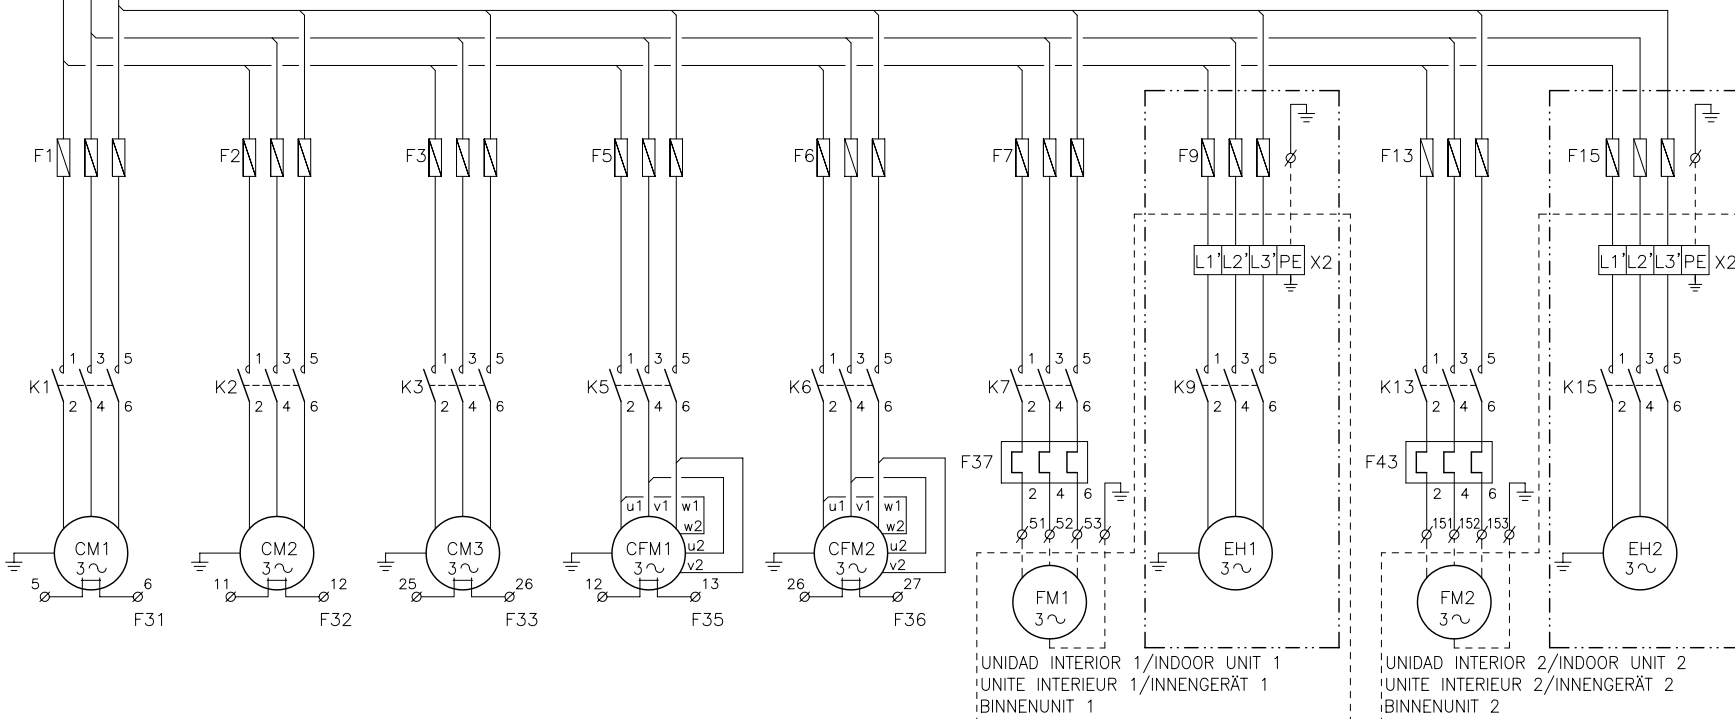 F1 F2 F3 F5 F6 F7 F9 F13 F15
L1' L2' L3' PE X2 L1' L2' L3' PE X2
1 3 5 1 3 5 1 3 5 1 3 5 1 3 5 1 3 5 1 3 5 1 3 5 1 3 5
K1 K2 K3 K5 K6 K7 K9 K13 K15
2 4 6 2 4 6 2 4 6 2 4 6 2 4 6 2 4 6 2 4 6 2 4 6 2 4 6
F37 F43
2 4 6 2 4 6
u1 v1 w1 u1 v1 w1
w2 w2 51 52 53 151 152 153
CM1 CM2 CM3 CFM1 u2 CFM2 u2 EH1 EH2
3~ 3~ 3~ 3~ v2 3~ v2 3~ 3~
5 6 11 12 25 26 12 13 26 27
FM1 FM2
F31 F32 F33 F35 F36 3~ 3~
UNIDAD INTERIOR 1/INDOOR UNIT 1 UNIDAD INTERIOR 2/INDOOR UNIT 2
UNITE INTERIEUR 1/INNENGERÄT 1 UNITE INTERIEUR 2/INNENGERÄT 2
BINNENUNIT 1 BINNENUNIT 2